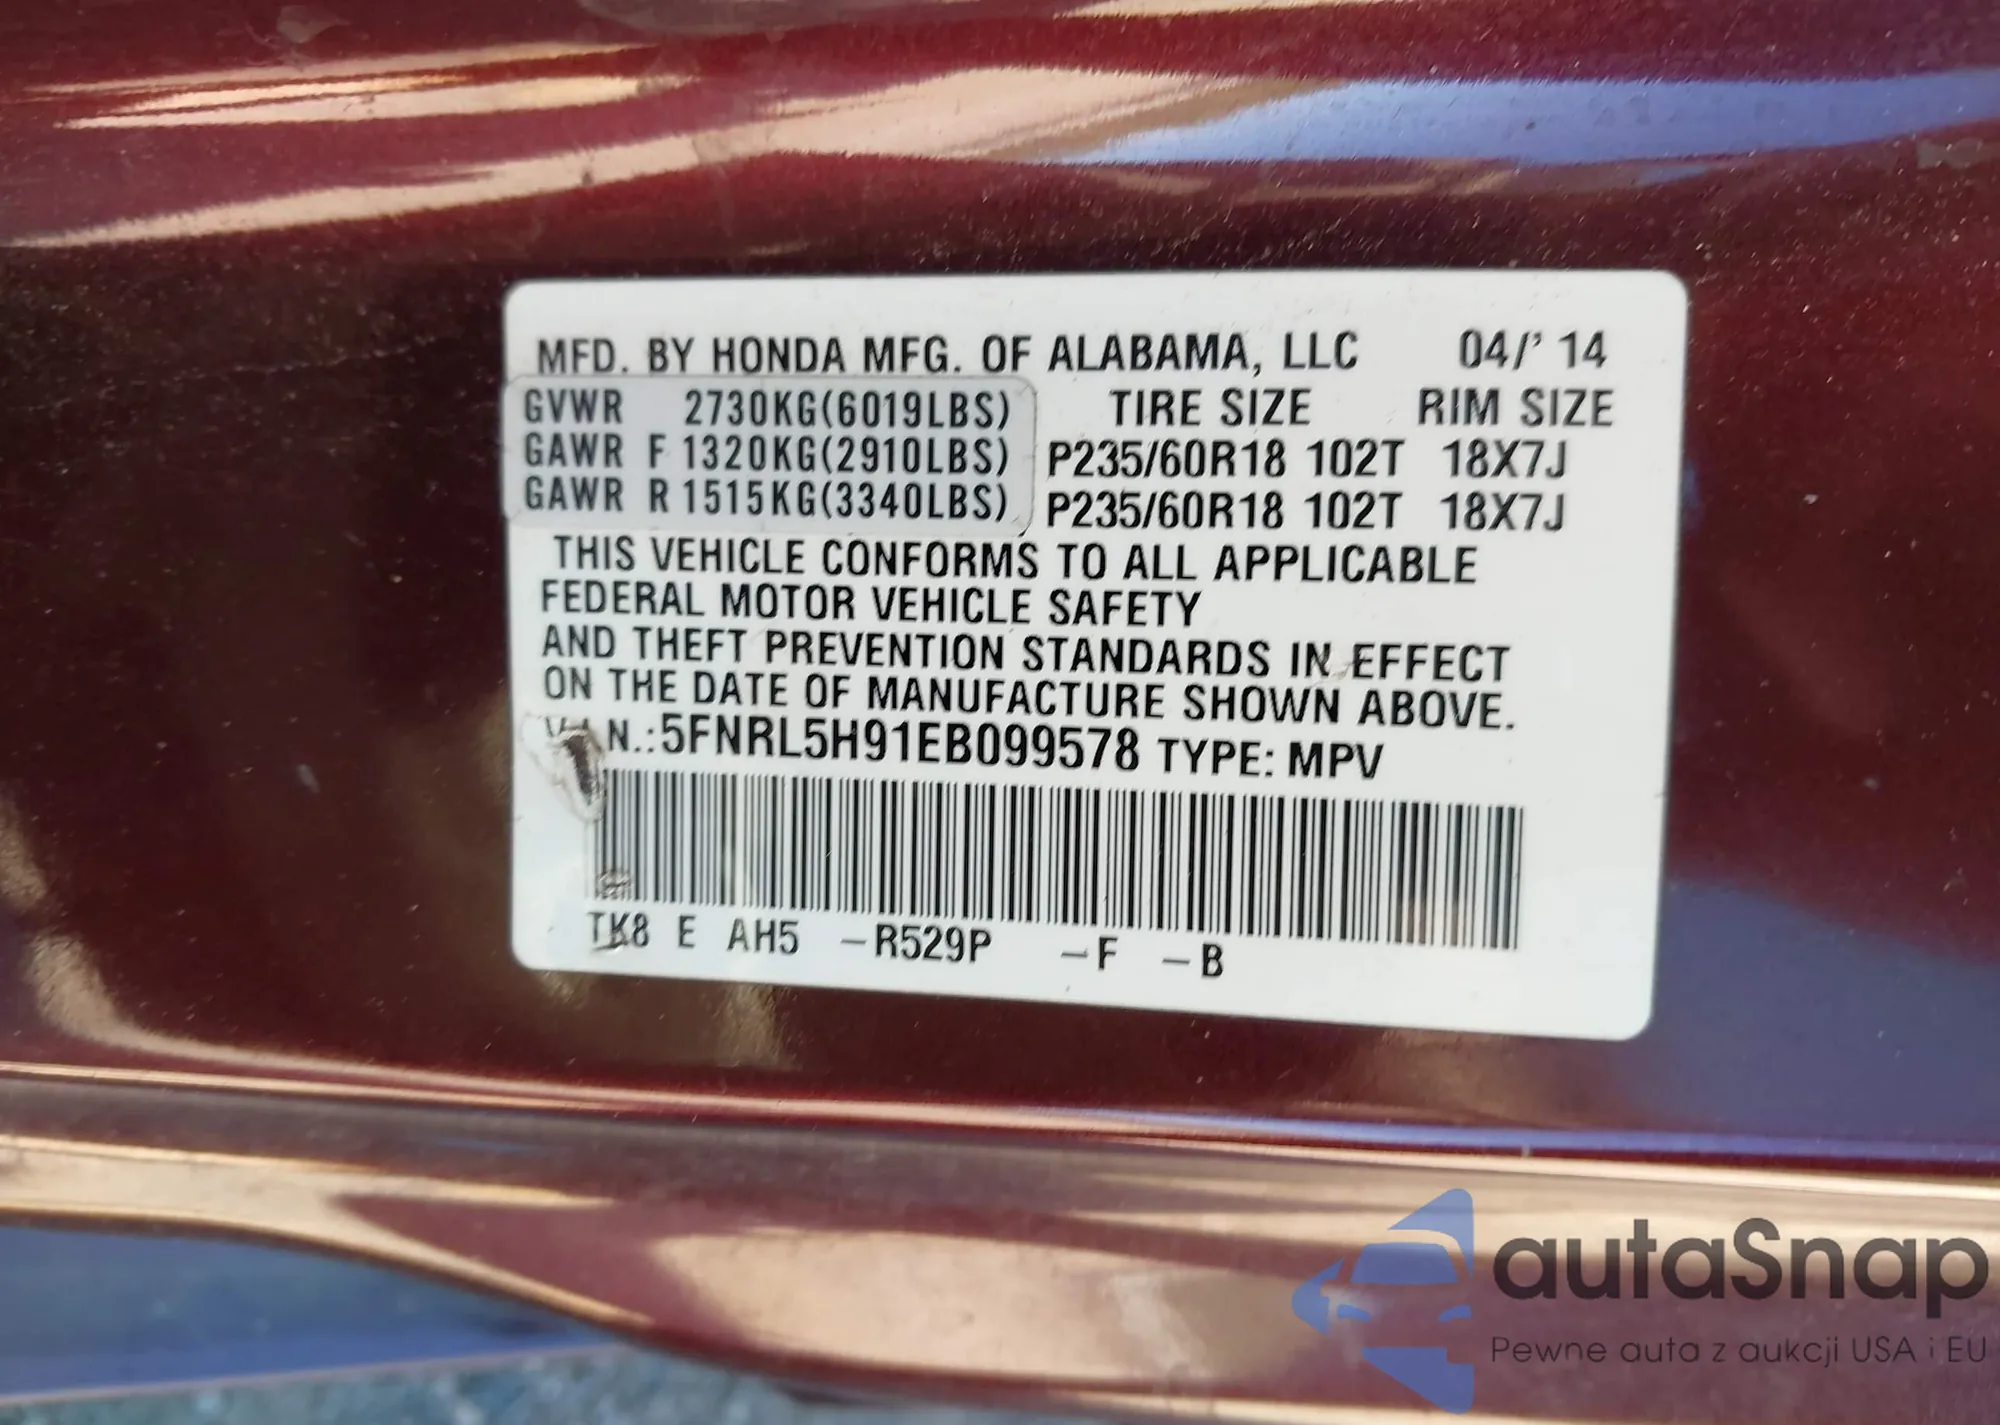 MFD. BY HONDA MFG. OF ALABAMA, LLC 04/' 14
GVWR 2730KG(6019LBS) TIRE SIZE RIM SIZE
GAWR F 1320KG(2910LBS) P235/60R18 102T 18X7J
GAWR R 1515KG(3340LBS) P235/60R18 102T 18X7J
THIS VEHICLE CONFORMS TO ALL APPLICABLE
FEDERAL MOTOR VEHICLE SAFETY
AND THEFT PREVENTION STANDARDS IN EFFECT
ON THE DATE OF MANUFACTURE SHOWN ABOVE.
V.I.N.:5FNRL5H91EB099578 TYPE: MPV
TK8 E AH5 -R529P -F -B
autaSnap
Pewne auta z aukcji USA i EU